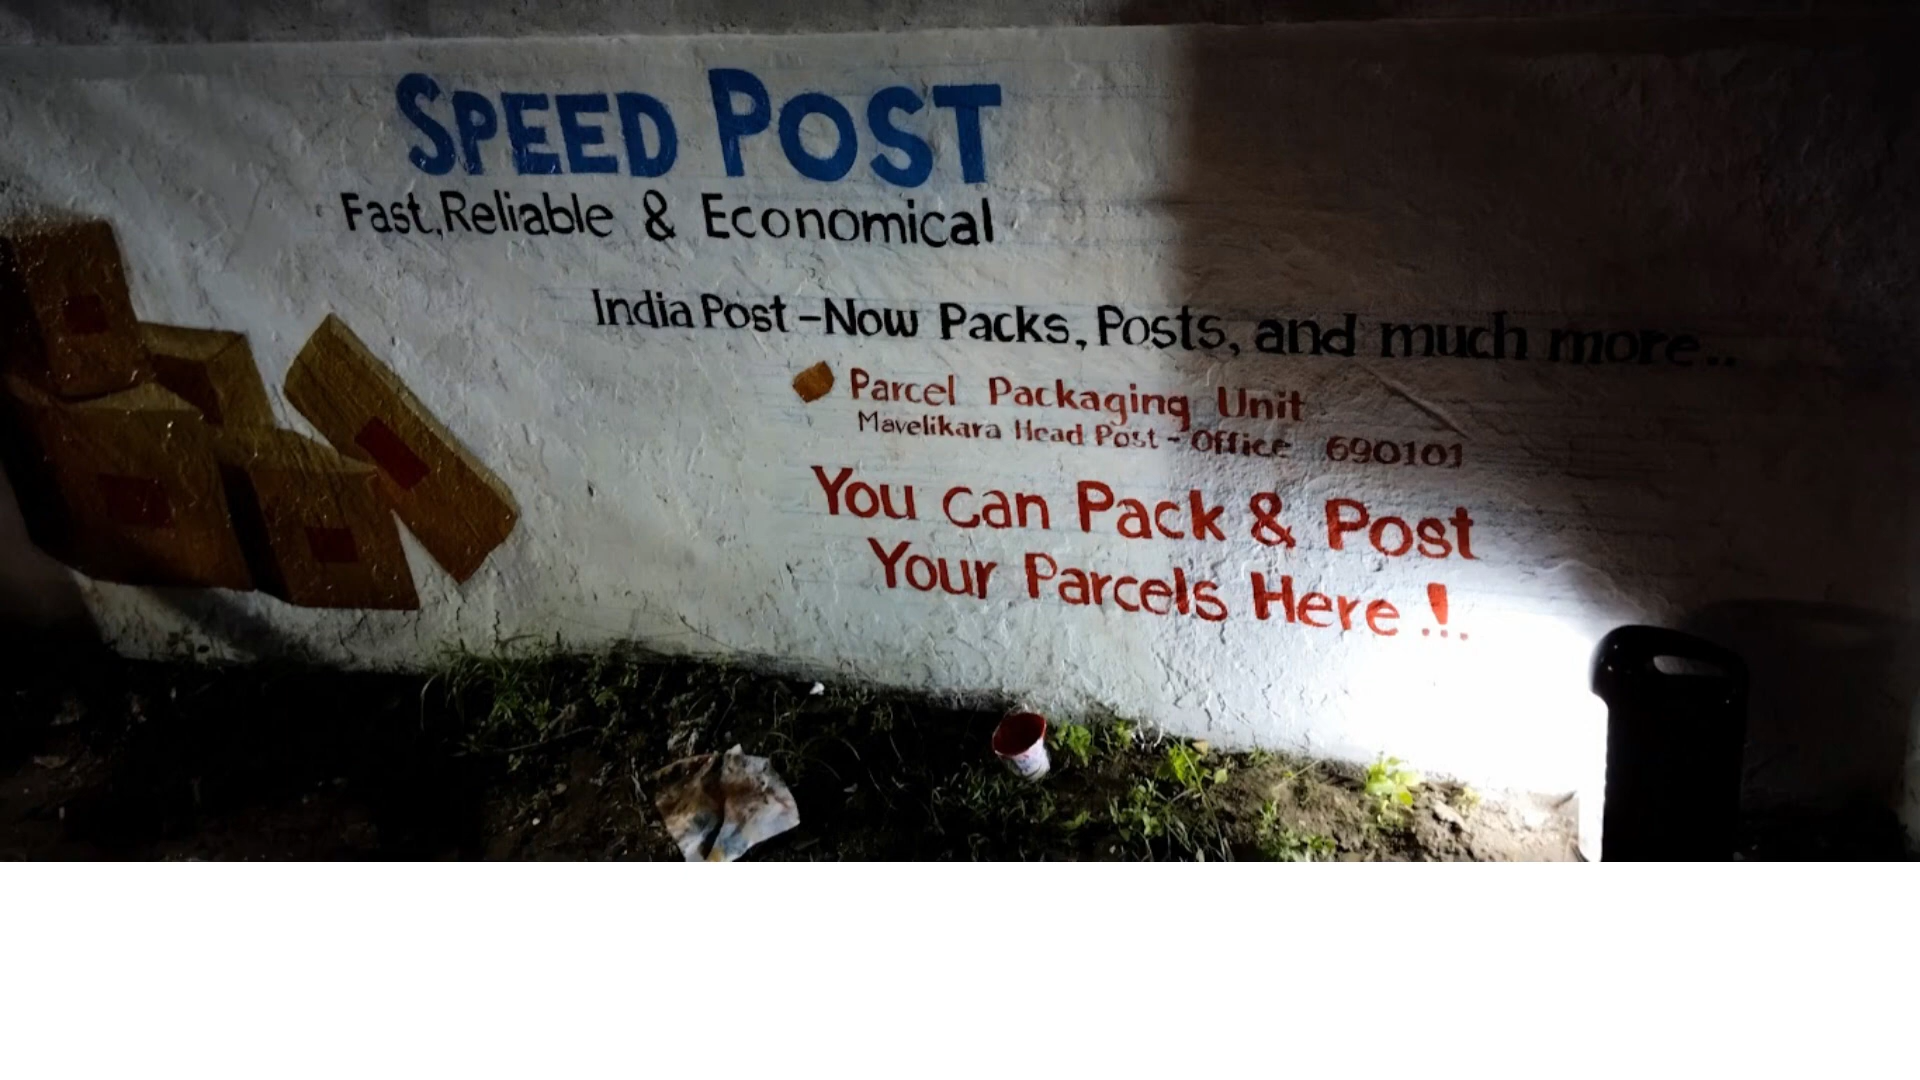 SPEED POST
Fast, Reliable & Economical
India Post - Now Packs, Posts, and much more..
Parcel Packaging Unit
Mavelikara Head Post - Office 690101
You can Pack & Post
Your Parcels Here !..